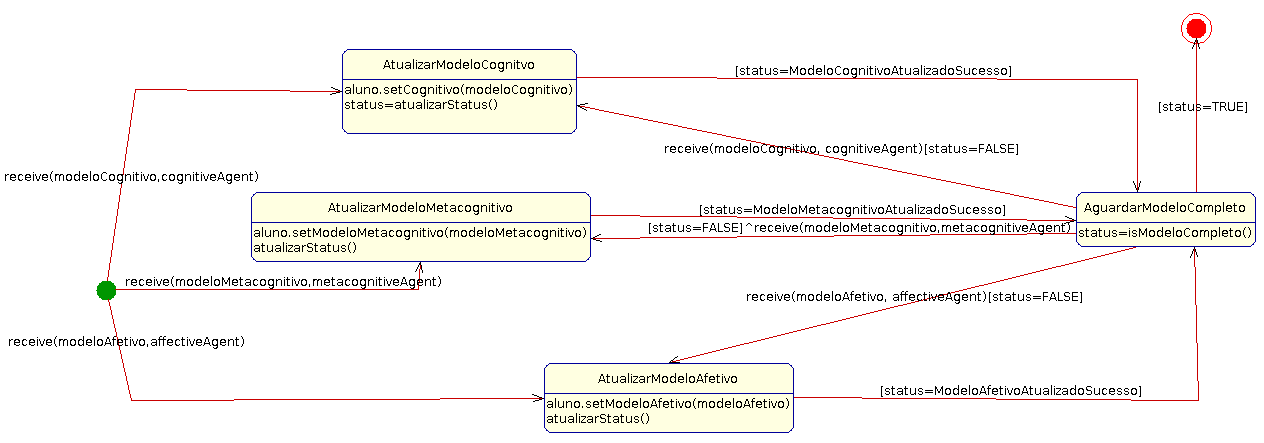 AtualizarModeloCognitvo
aluno.setCognitivo(modeloCognitivo)
status=atualizarStatus()
[status=ModeloCognitivoAtualizadoSucesso]
[status=TRUE]
receive(modeloCognitivo, cognitiveAgent)[status=FALSE]
receive(modeloCognitivo,cognitiveAgent)
AtualizarModeloMetacognitivo
aluno.setModeloMetacognitivo(modeloMetacognitivo)
atualizarStatus()
[status=ModeloMetacognitivoAtualizadoSucesso]
[status=FALSE]^receive(modeloMetacognitivo,metacognitiveAgent)
AguardarModeloCompleto
status=isModeloCompleto()
receive(modeloMetacognitivo,metacognitiveAgent)
receive(modeloAfetivo, affectiveAgent)[status=FALSE]
receive(modeloAfetivo,affectiveAgent)
AtualizarModeloAfetivo
aluno.setModeloAfetivo(modeloAfetivo)
atualizarStatus()
[status=ModeloAfetivoAtualizadoSucesso]